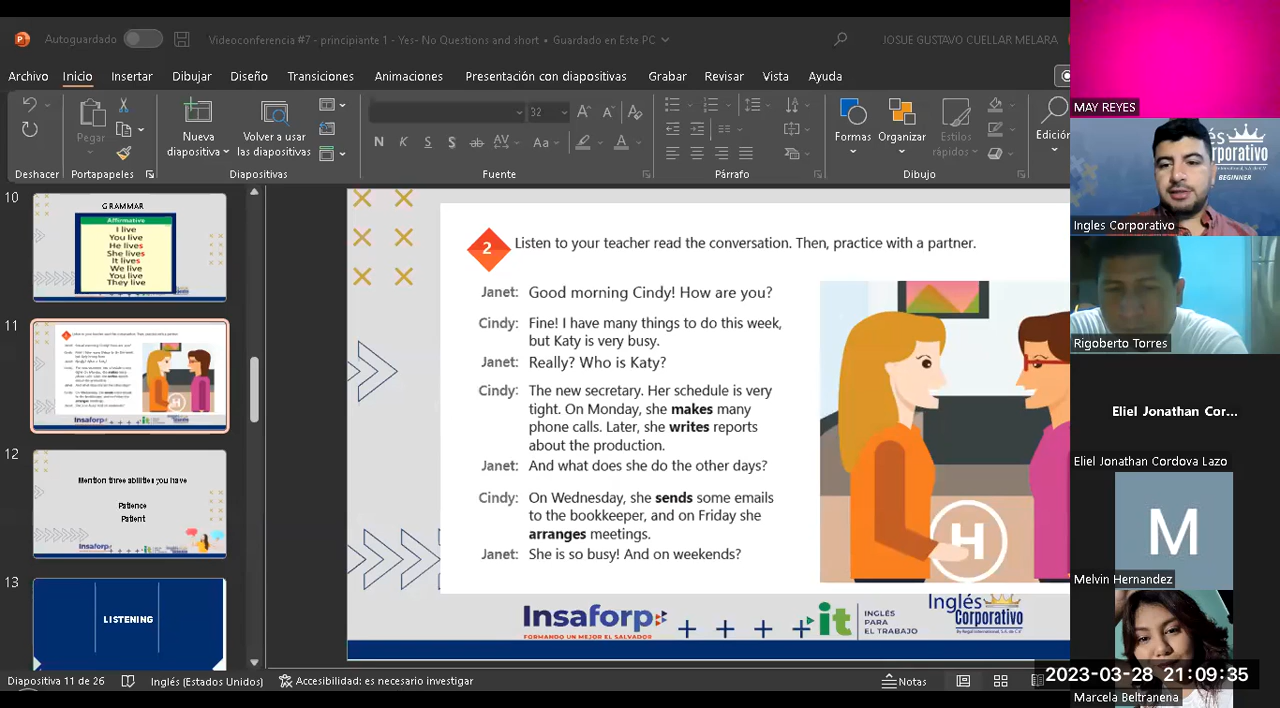 Autoguardado
Videoconferencia #7 - principiante 1 - Yes- No Questions and short • Guardado en Este PC
JOSUE GUSTAVO CUELLAR MELARA
Archivo Inicio Insertar Dibujar Diseño Transiciones Animaciones Presentación con diapositivas Grabar Revisar Vista Ayuda
Pegar
Nueva diapositiva
Volver a usar las diapositivas
32
N K S S ab AV Aa A
Formas
Organizar
Estilos rápidos
Edición
Deshacer Portapapeles Diapositivas Fuente Párrafo Dibujo
10
GRAMMAR
Affirmative
I live
You live
He lives
She lives
It lives
We live
You live
They live
11
12
Mention three abilities you have
Patience
Patient
Insaforp
13
LISTENING
2 Listen to your teacher read the conversation. Then, practice with a partner.
Janet: Good morning Cindy! How are you?
Cindy: Fine! I have many things to do this week,
but Katy is very busy.
Janet: Really? Who is Katy?
Cindy: The new secretary. Her schedule is very
tight. On Monday, she makes many
phone calls. Later, she writes reports
about the production.
Janet: And what does she do the other days?
Cindy: On Wednesday, she sends some emails
to the bookkeeper, and on Friday she
arranges meetings.
Janet: She is so busy! And on weekends?
H
Insaforp
FORMANDO UN MEJOR EL SALVADOR
it INGLÉS PARA EL TRABAJO
Inglés Corporativo
By Regal International, S.A. de C.V.
Diapositiva 11 de 26
Inglés (Estados Unidos)
Accesibilidad: es necesario investigar
Notas
MAY REYES
BEGINNER
Ingles Corporativo
Rigoberto Torres
Eliel Jonathan Cor...
Eliel Jonathan Cordova Lazo
M
Melvin Hernandez
2023-03-28 21:09:35
Marcela Beltranena